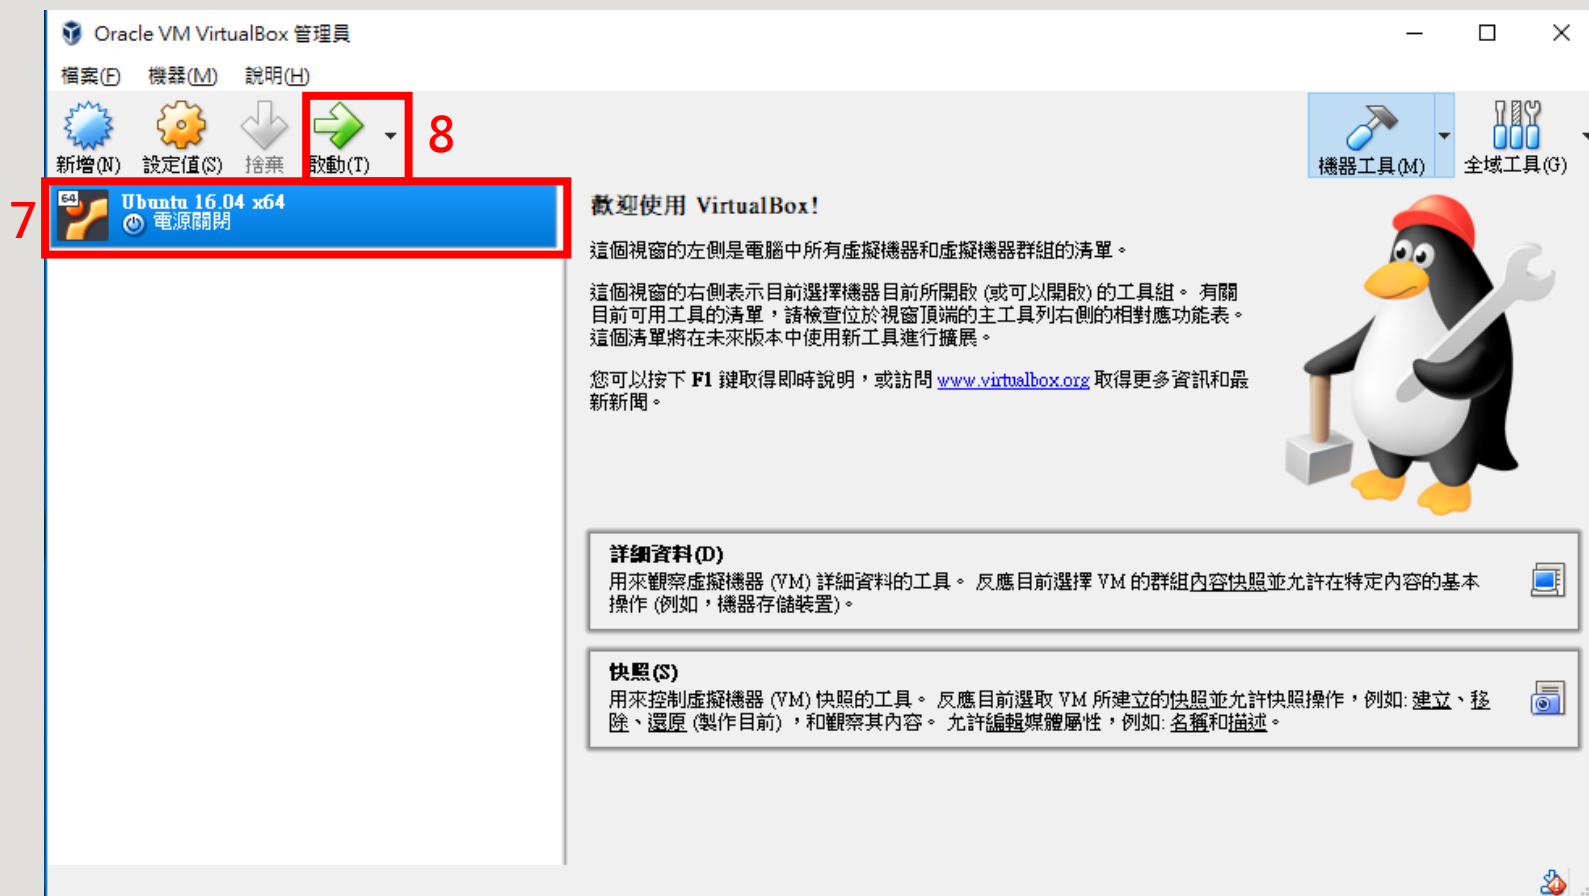 Oracle VM VirtualBox 管理員
檔案(F) 機器(M) 說明(H)
新增(N) 設定值(S) 捨棄 啟動(T) 8 機器工具(M) 全域工具(G)
7
64
Ubuntu 16.04 x64
電源關閉
歡迎使用 VirtualBox!
這個視窗的左側是電腦中所有虛擬機器和虛擬機器群組的清單。
這個視窗的右側表示目前選擇機器目前所開啟 (或可以開啟) 的工具組。 有關
目前可用工具的清單，請檢查位於視窗頂端的主工具列右側的相對應功能表。
這個清單將在未來版本中使用新工具進行擴展。
您可以按下 F1 鍵取得即時說明，或訪問 www.virtualbox.org 取得更多資訊和最
新新聞。
詳細資料(D)
用來觀察虛擬機器 (VM) 詳細資料的工具。 反應目前選擇 VM 的群組內容快照並允許在特定內容的基本
操作 (例如，機器存儲裝置)。
快照(S)
用來控制虛擬機器 (VM) 快照的工具。 反應目前選取 VM 所建立的快照並允許快照操作，例如: 建立、移
除、還原 (製作目前) ，和觀察其內容。 允許編輯媒體屬性，例如: 名稱和描述。